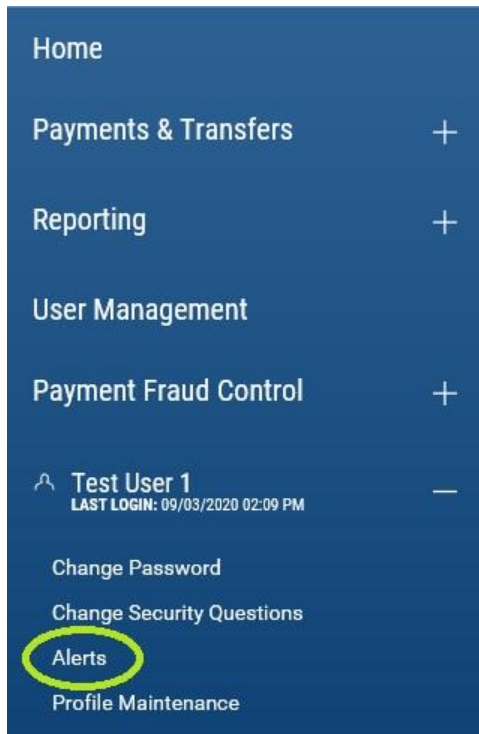 Home
Payments & Transfers
Reporting
User Management
Payment Fraud Control
Test User 1
LAST LOGIN: 09/03/2020 02:09 PM
Change Password
Change Security Questions
Alerts
Profile Maintenance